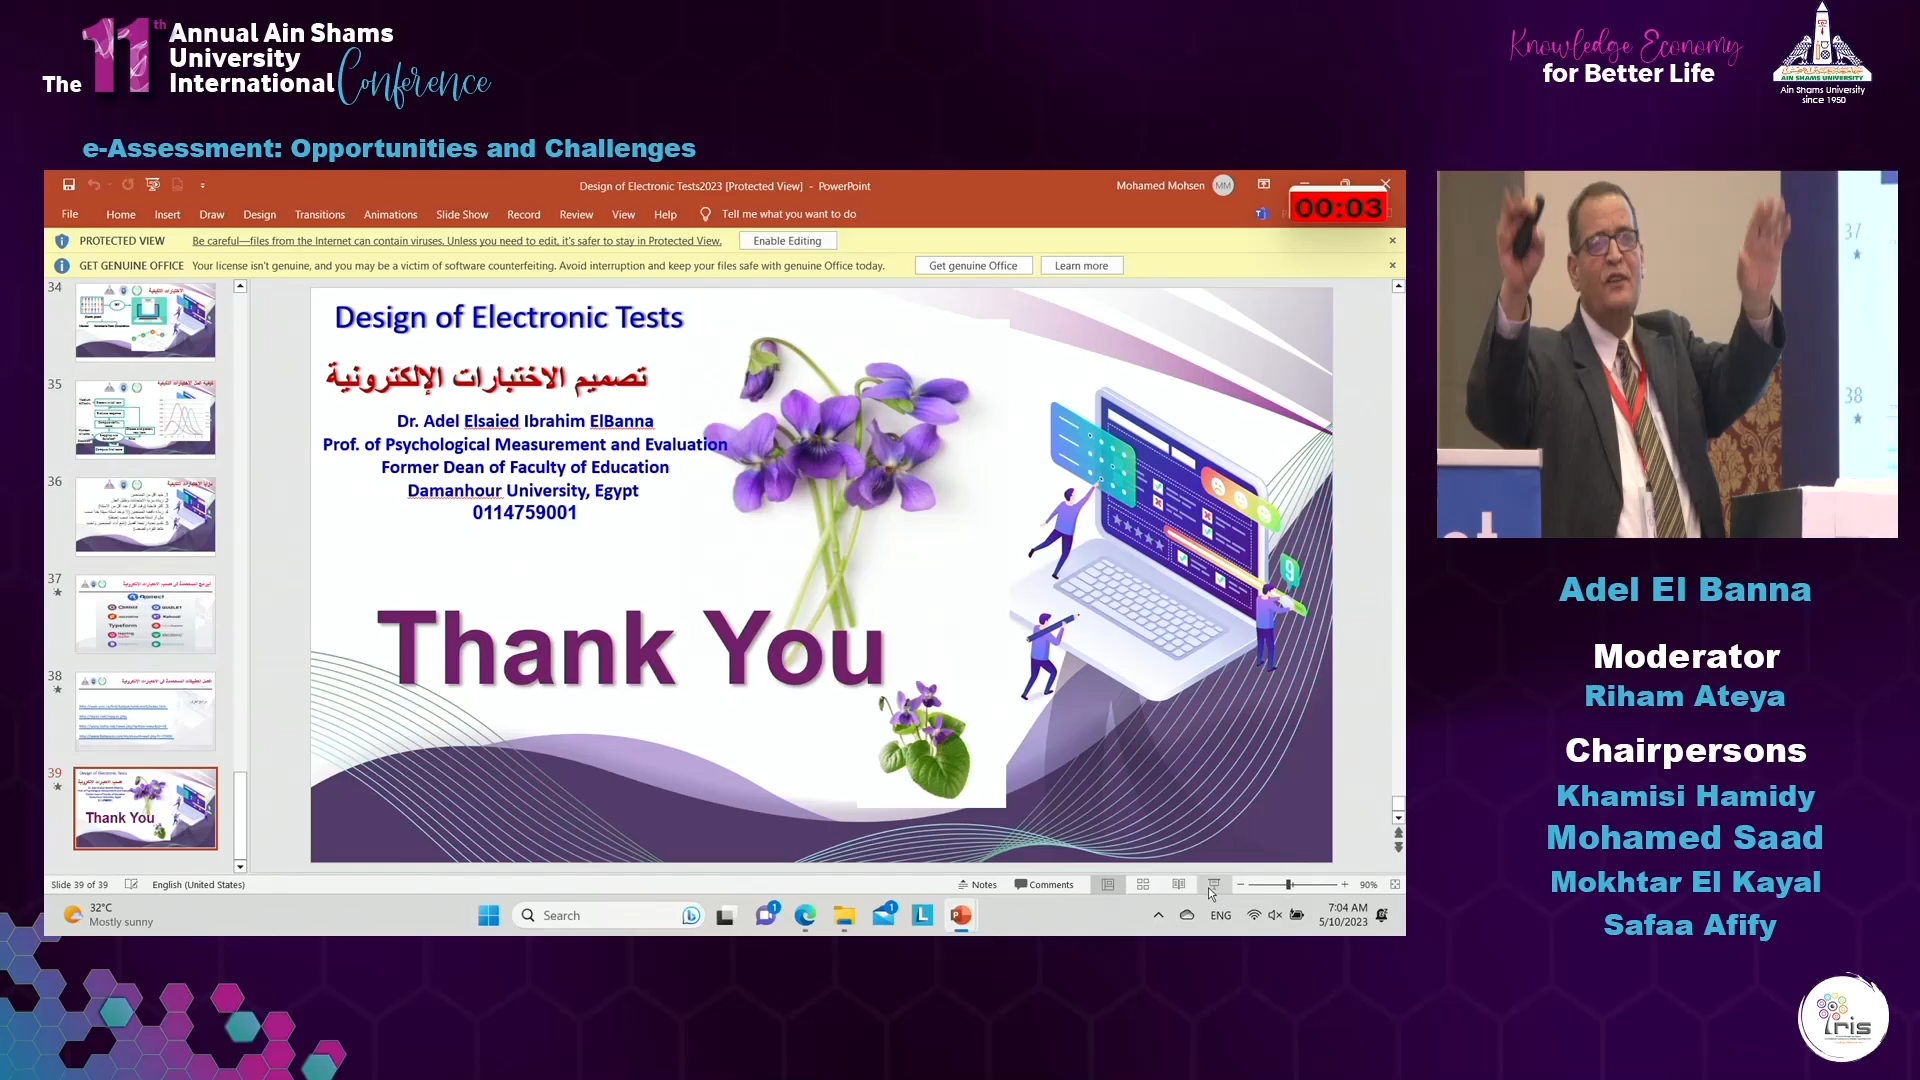 The 11th Annual Ain Shams
University
International Conference
Knowledge Economy
for Better Life
AIN SHAMS UNIVERSITY
Ain Shams University
since 1950
e-Assessment: Opportunities and Challenges
Design of Electronic Tests2023 [Protected View] - PowerPoint
Mohamed Mohsen MM
00:03
File Home Insert Draw Design Transitions Animations Slide Show Record Review View Help Tell me what you want to do
PROTECTED VIEW Be careful—files from the Internet can contain viruses. Unless you need to edit, it's safer to stay in Protected View. Enable Editing
GET GENUINE OFFICE Your license isn't genuine, and you may be a victim of software counterfeiting. Avoid interruption and keep your files safe with genuine Office today. Get genuine Office Learn more
34
35
36
37
38
39
Thank You
Design of Electronic Tests
تصميم الاختبارات الإلكترونية
Dr. Adel Elsaied Ibrahim ElBanna
Prof. of Psychological Measurement and Evaluation
Former Dean of Faculty of Education
Damanhour University, Egypt
0114759001
Thank You
9
37
38
Adel El Banna
Moderator
Riham Ateya
Chairpersons
Khamisi Hamidy
Mohamed Saad
Mokhtar El Kayal
Safaa Afify
Slide 39 of 39 English (United States) Notes Comments 90%
32°C
Mostly sunny
Search
1
1
L
ENG
7:04 AM
5/10/2023
iris